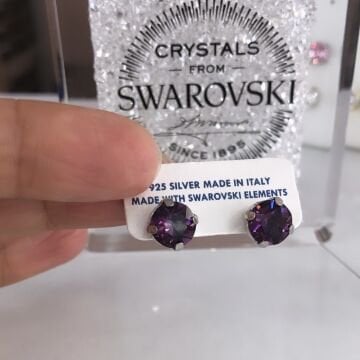 CRYSTALS
FROM
SWAROVSKI
SINCE 1895
925 SILVER MADE IN ITALY
MADE WITH SWAROVSKI ELEMENTS